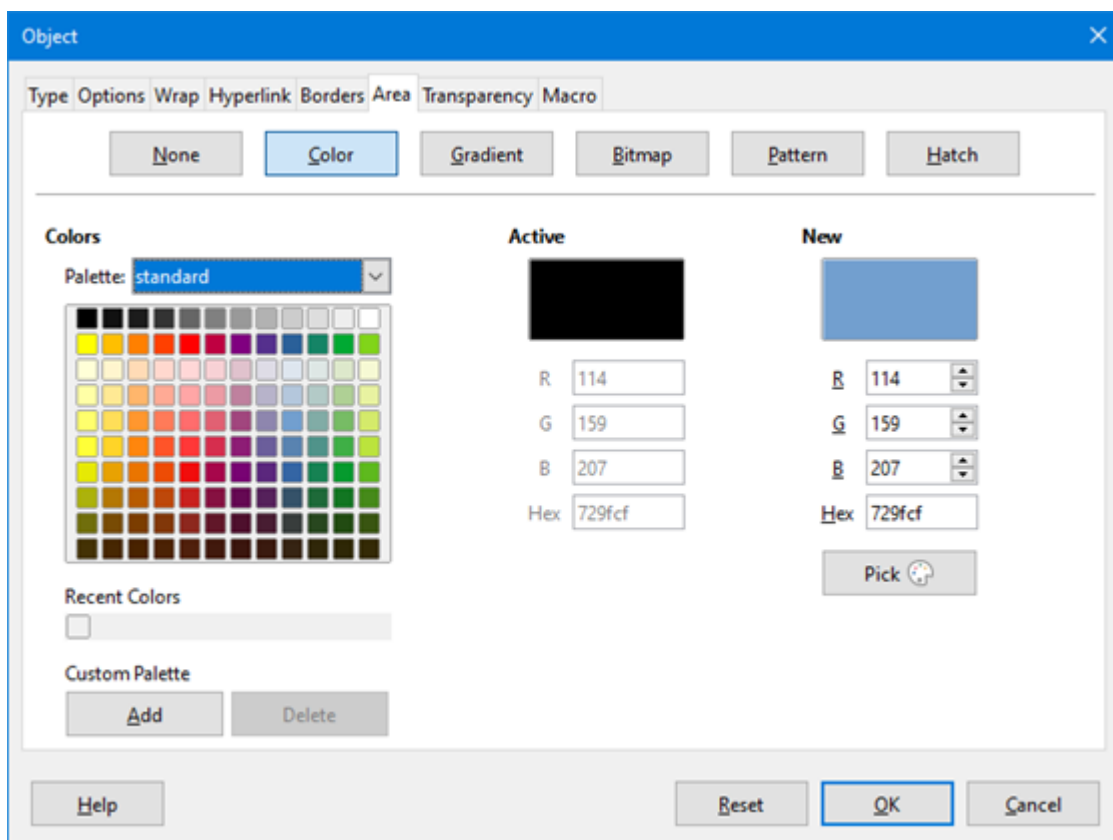 Object
Type Options Wrap Hyperlink Borders Area Transparency Macro
None Color Gradient Bitmap Pattern Hatch
Colors
Palette: standard
Recent Colors
Custom Palette
Add Delete
Active
R 114
G 159
B 207
Hex 729fcf
New
R 114
G 159
B 207
Hex 729fcf
Pick
Help Reset OK Cancel